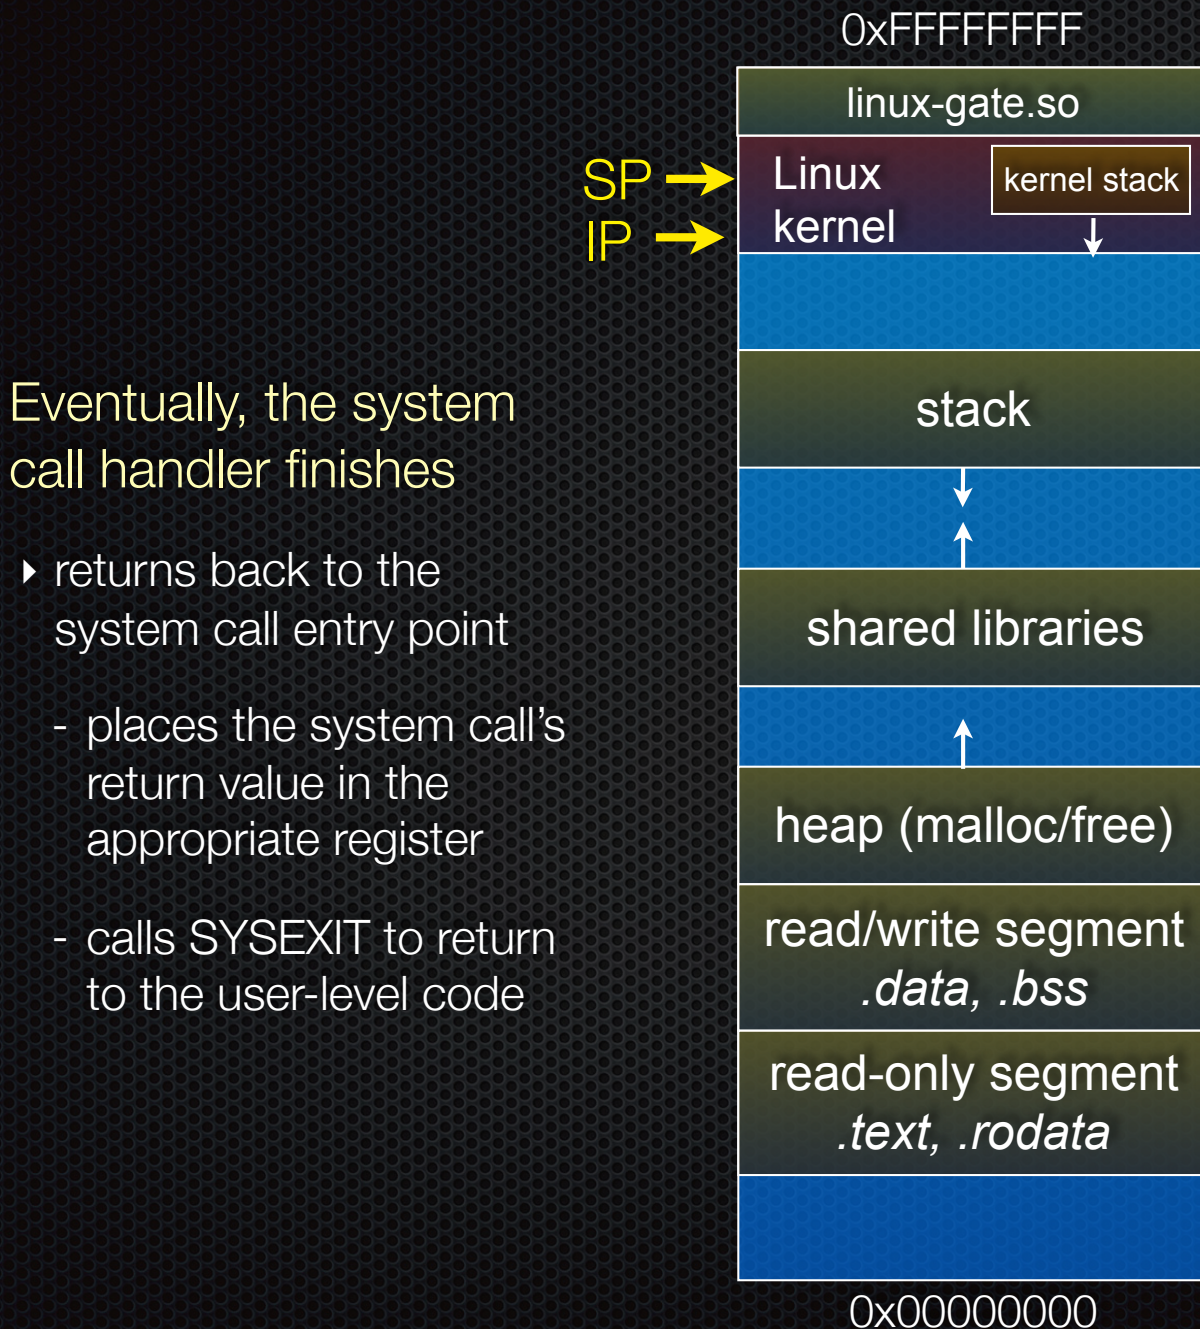 0xFFFFFFFF
linux-gate.so
SP
IP
Linux
kernel
kernel stack
Eventually, the system
call handler finishes
▸ returns back to the
system call entry point
- places the system call’s
return value in the
appropriate register
- calls SYSEXIT to return
to the user-level code
stack
shared libraries
heap (malloc/free)
read/write segment
.data, .bss
read-only segment
.text, .rodata
0x00000000